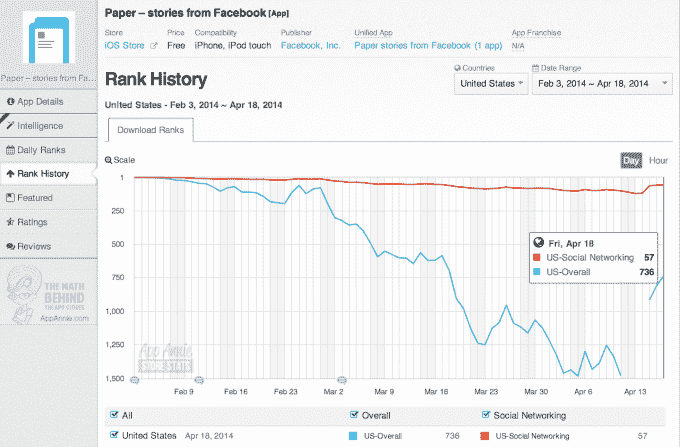 Paper – stories from Facebook [App]
Store Price Compatibility Publisher Unified App App Franchise
iOS Store Free iPhone, iPod touch Facebook, Inc. Paper stories from Facebook (1 app) N/A
Paper – stories from Fa...
App Details
Intelligence
Daily Ranks
Rank History
Featured
Ratings
Reviews
THE MATH
BEHIND
THE APP STORES
AppAnnie.com
Rank History
Countries Date Range
United States Feb 3, 2014 ~ Apr 18, 2014
United States - Feb 3, 2014 ~ Apr 18, 2014
Download Ranks
Scale Day Hour
1
250
500
750
1,000
1,250
1,500
Fri, Apr 18
US-Social Networking 57
US-Overall 736
App Annie
STORE STATS
Feb 9 Feb 16 Feb 23 Mar 2 Mar 9 Mar 16 Mar 23 Mar 30 Apr 6 Apr 13
All Overall Social Networking
United States Apr 18, 2014 US-Overall 736 US-Social Networking 57